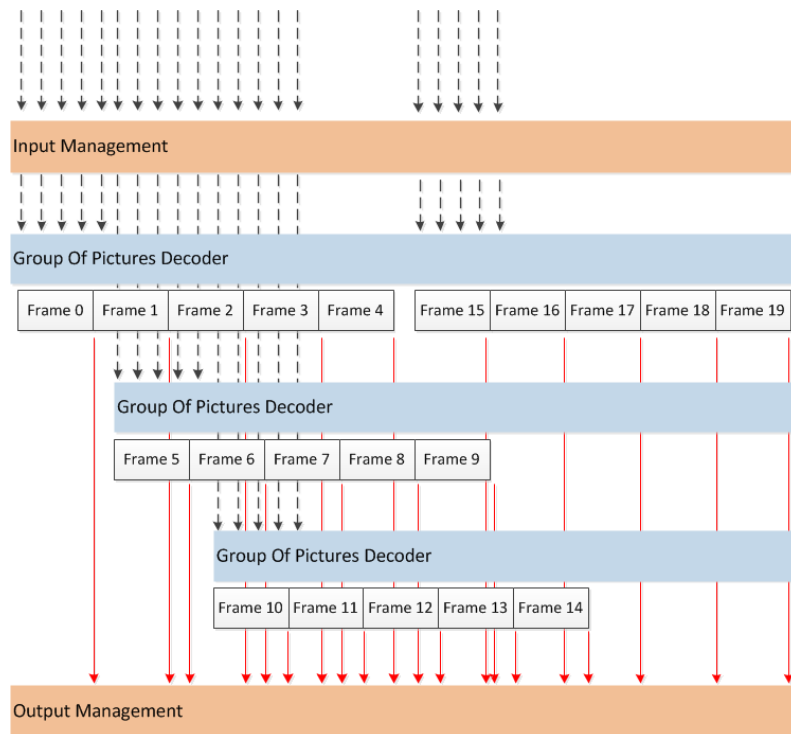 Input Management
Group Of Pictures Decoder
Frame 0 Frame 1 Frame 2 Frame 3 Frame 4 Frame 15 Frame 16 Frame 17 Frame 18 Frame 19
Group Of Pictures Decoder
Frame 5 Frame 6 Frame 7 Frame 8 Frame 9
Group Of Pictures Decoder
Frame 10 Frame 11 Frame 12 Frame 13 Frame 14
Output Management